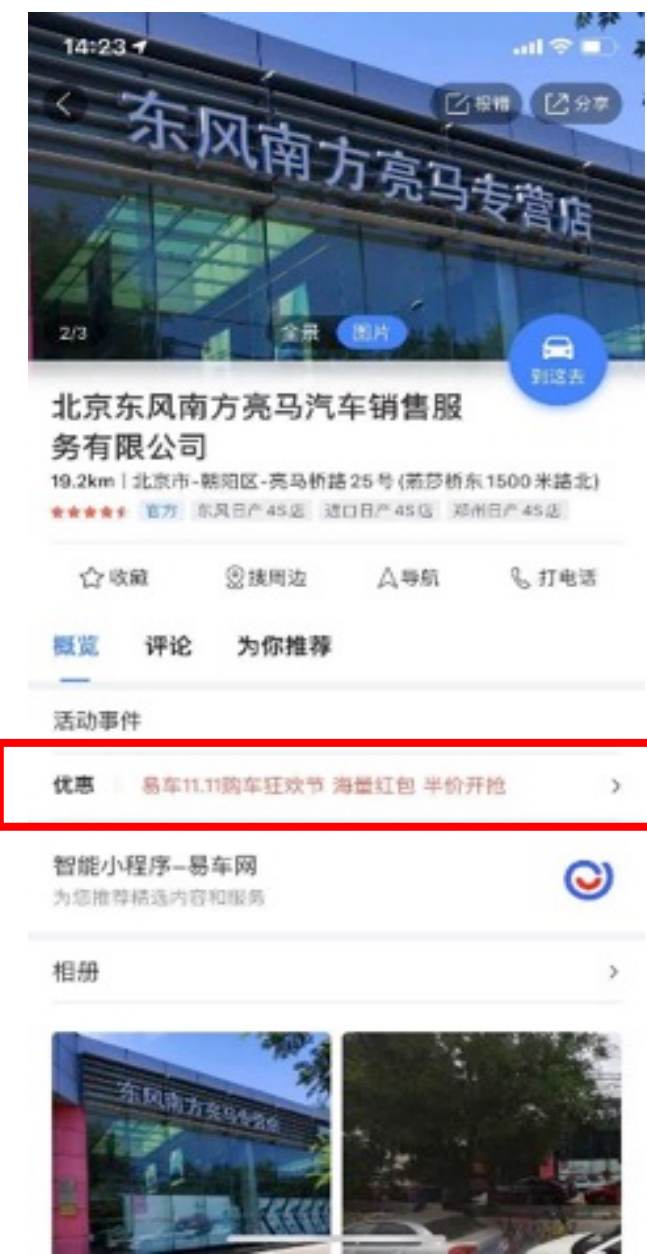 14:23
报错
分享
东风南方亮马专营店
2/3
全景
图片
到这去
北京东风南方亮马汽车销售服
务有限公司
19.2km | 北京市-朝阳区-亮马桥路25号(燕莎桥东1500米路北)
官方 东风日产4S店 进口日产4S店 郑州日产4S店
收藏
搜周边
导航
打电话
概览
评论
为你推荐
活动事件
优惠
易车11.11购车狂欢节 海量红包 半价开抢
智能小程序-易车网
为您推荐精选内容和服务
相册
东风南方亮马专营店